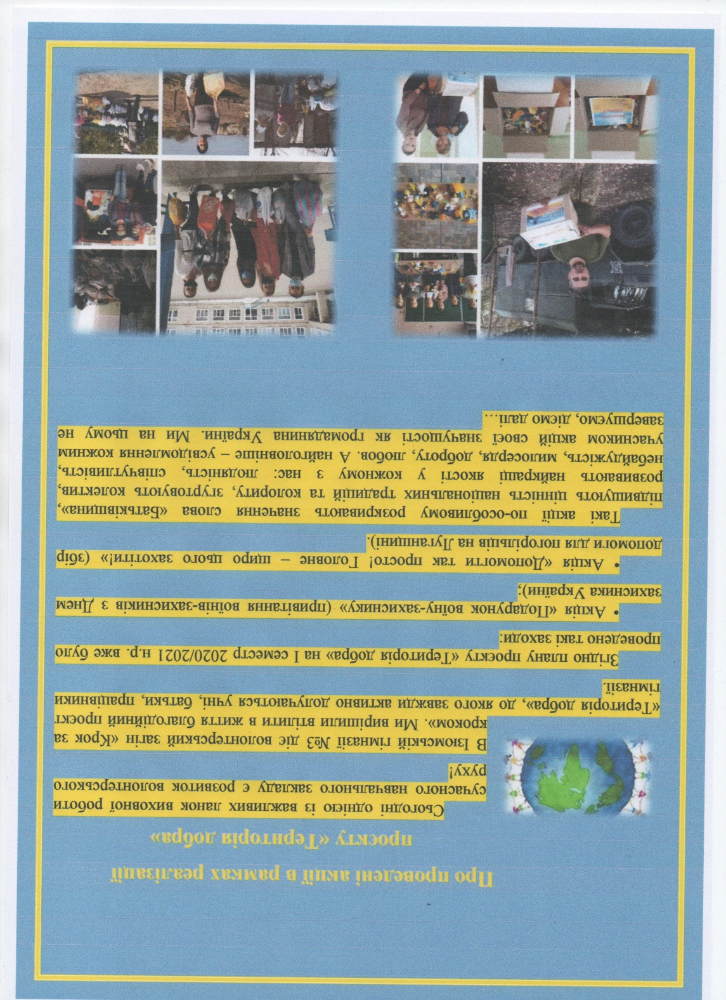 Про проведені акції в рамках реалізації
проєкту «Територія добра»
Сьогодні однією із важливих ланок виховної роботи
сучасного навчального закладу є розвиток волонтерського
руху!
В Ізюмській гімназії №3 діє волонтерський загін «Крок за
кроком». Ми вирішили втілити в життя благодійний проєкт
«Територія добра», до якого завжди активно долучаються учні, батьки, працівники
гімназії.
Згідно плану проєкту «Територія добра» на І семестр 2020/2021 н.р. вже було
проведено такі заходи:
• Акція «Подарунок воїну-захиснику» (привітання воїнів-захисників з Днем
захисника України);
• Акція «Допомогти так просто! Головне – щиро цього захотіти!» (збір
допомоги для погорільців на Луганщині).
Такі акції по-особливому розкривають значення слова «Батьківщина»,
підвищують цінність національних традицій та колориту, згуртовують колектив,
розвивають найкращі якості у кожному з нас: людяність, співчутливість,
небайдужість, милосердя, доброту, любов. А найголовніше – усвідомлення кожним
учасником акцій своєї значущості як громадянина України. Ми на цьому не
завершуємо, діємо далі…